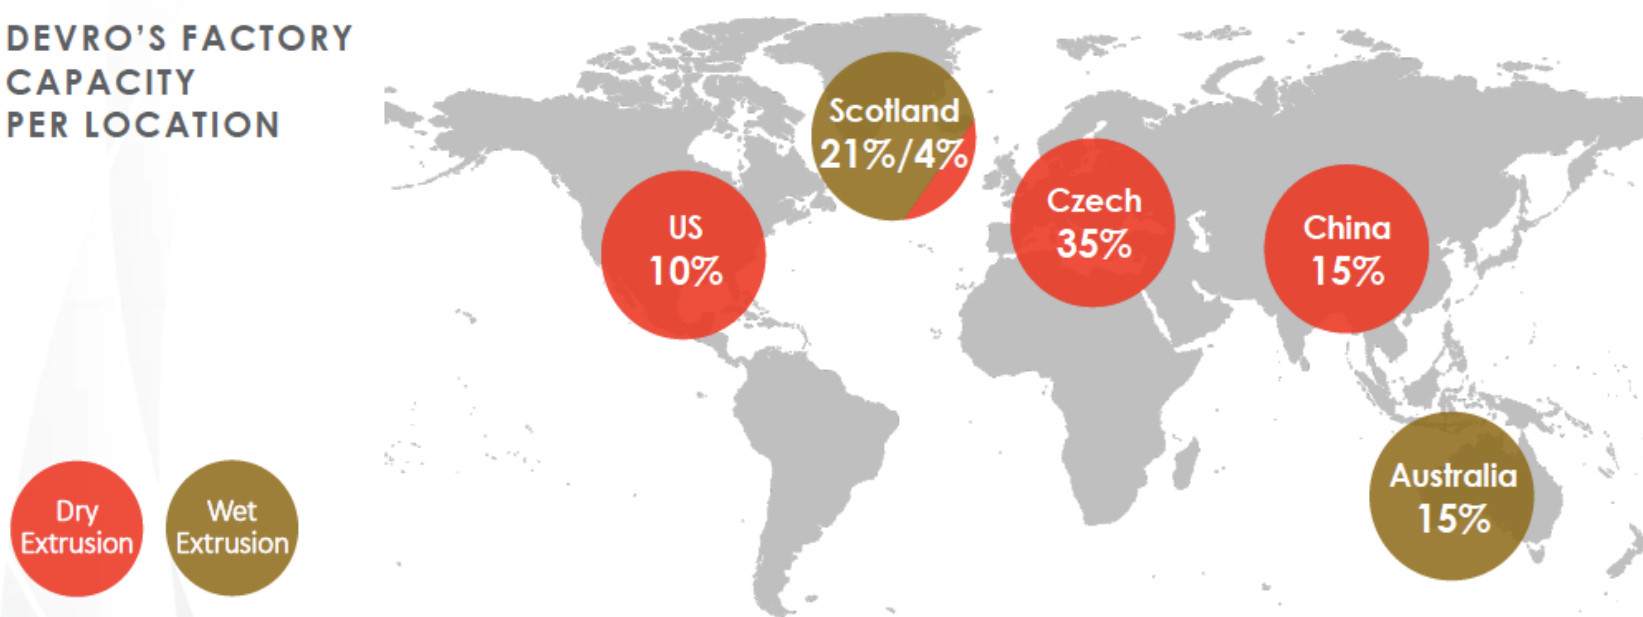 DEVRO'S FACTORY
CAPACITY
PER LOCATION
Scotland
21%/4%
US
10%
Czech
35%
China
15%
Australia
15%
Dry
Extrusion
Wet
Extrusion